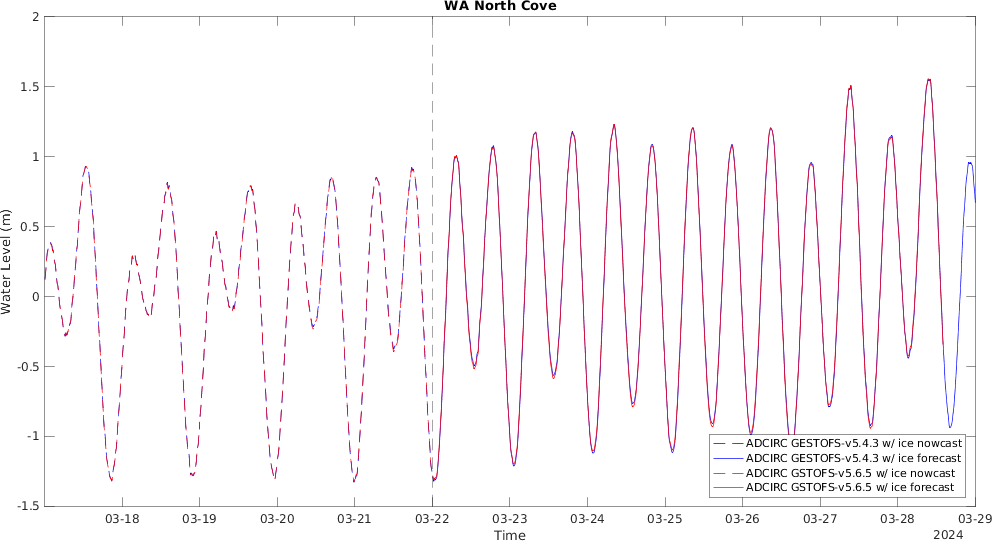 WA North Cove
Water Level (m)
2
1.5
1
0.5
0
-0.5
-1
-1.5
ADCIRC GESTOFS-v5.4.3 w/ ice nowcast
ADCIRC GESTOFS-v5.4.3 w/ ice forecast
ADCIRC GSTOFS-v5.6.5 w/ ice nowcast
ADCIRC GSTOFS-v5.6.5 w/ ice forecast
03-18 03-19 03-20 03-21 03-22 03-23 03-24 03-25 03-26 03-27 03-28 03-29
Time
2024